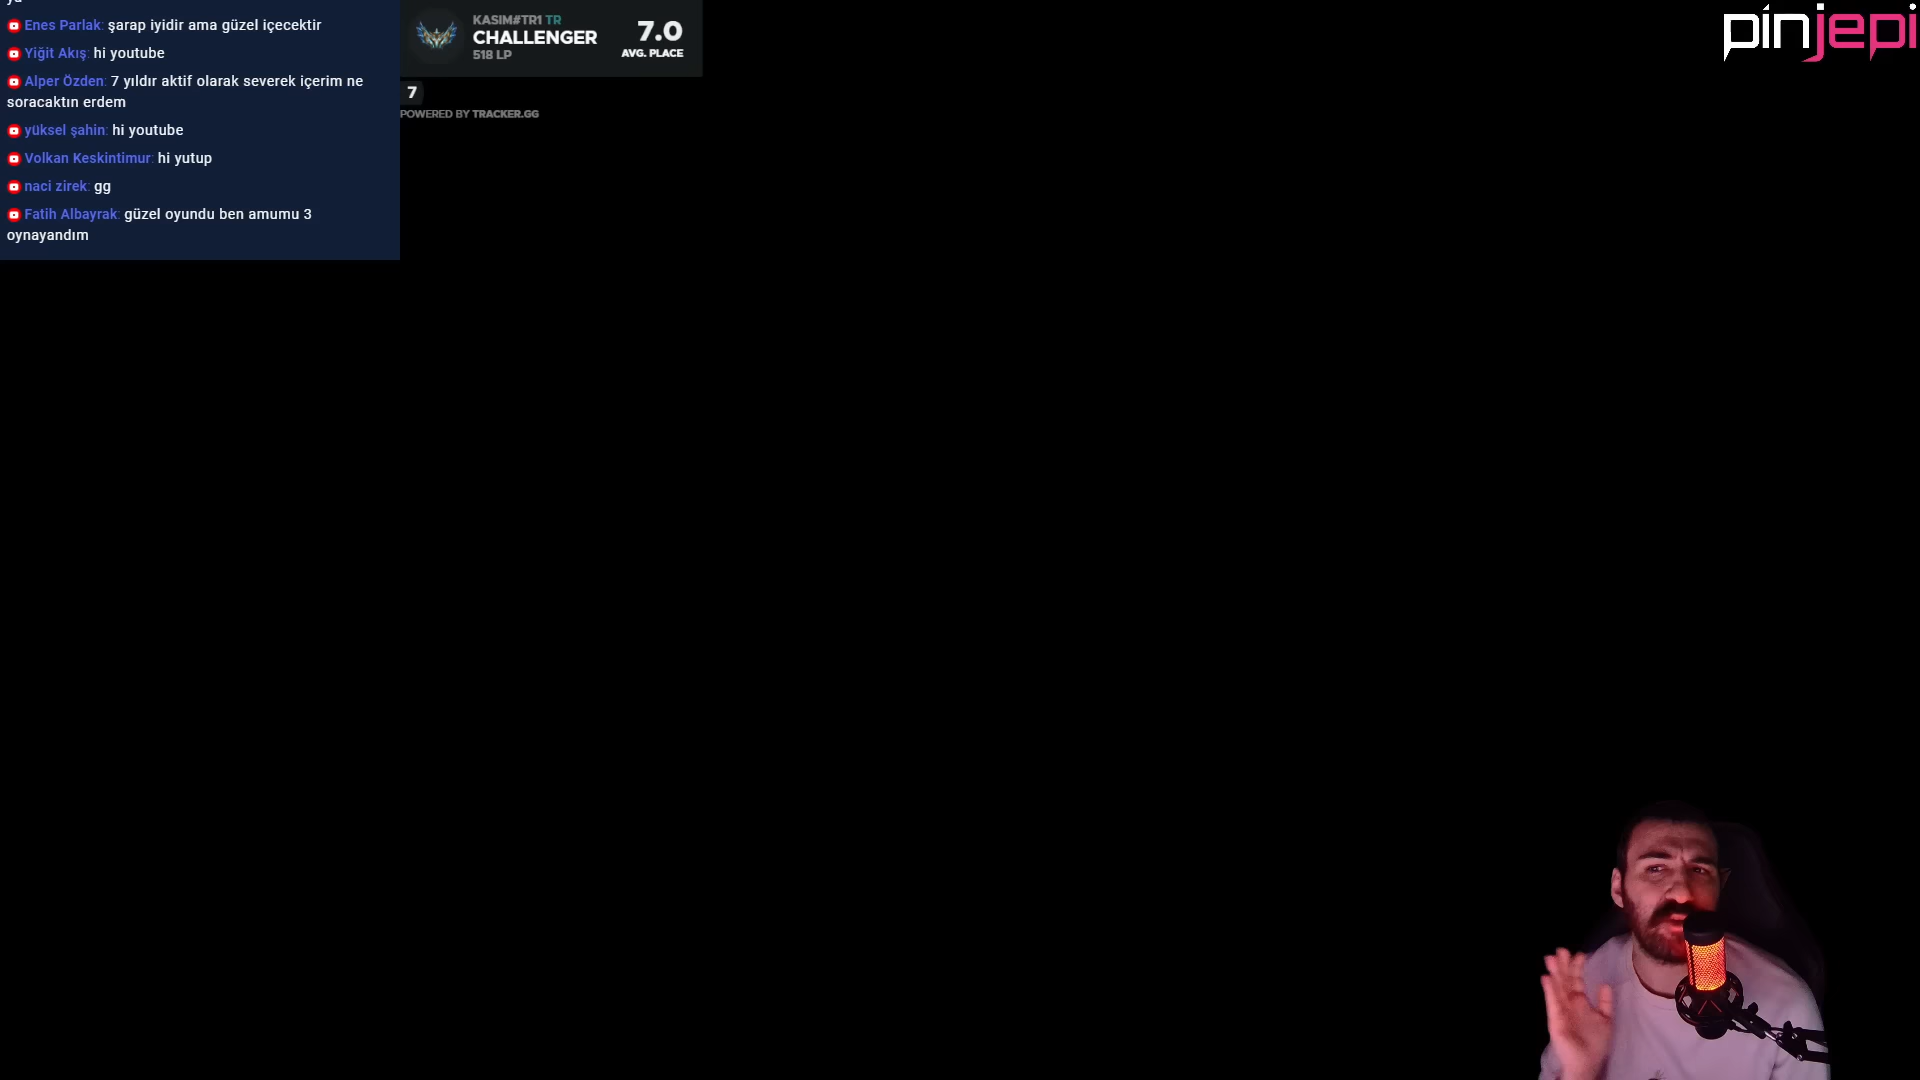 Enes Parlak: şarap iyidir ama güzel içecektir
Yiğit Akış: hi youtube
Alper Özden: 7 yıldır aktif olarak severek içerim ne
soracaktın erdem
yüksel şahin: hi youtube
Volkan Keskintimur: hi yutup
naci zirek: gg
Fatih Albayrak: güzel oyundu ben amumu 3
oynayandım
KASIM#TR1 TR
CHALLENGER
518 LP
7.0
AVG. PLACE
7
POWERED BY TRACKER.GG
pinjepi